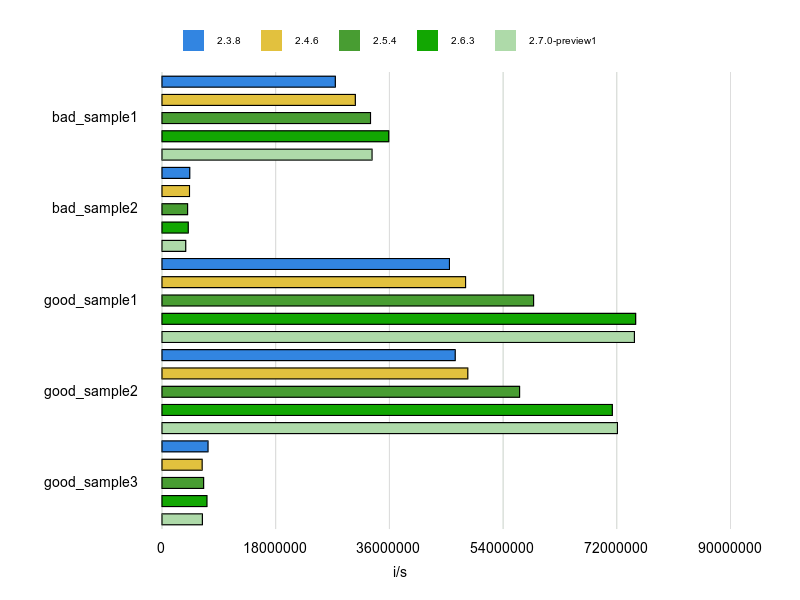 2.3.8 2.4.6 2.5.4 2.6.3 2.7.0-preview1
bad_sample1
bad_sample2
good_sample1
good_sample2
good_sample3
0 18000000 36000000 54000000 72000000 90000000
i/s